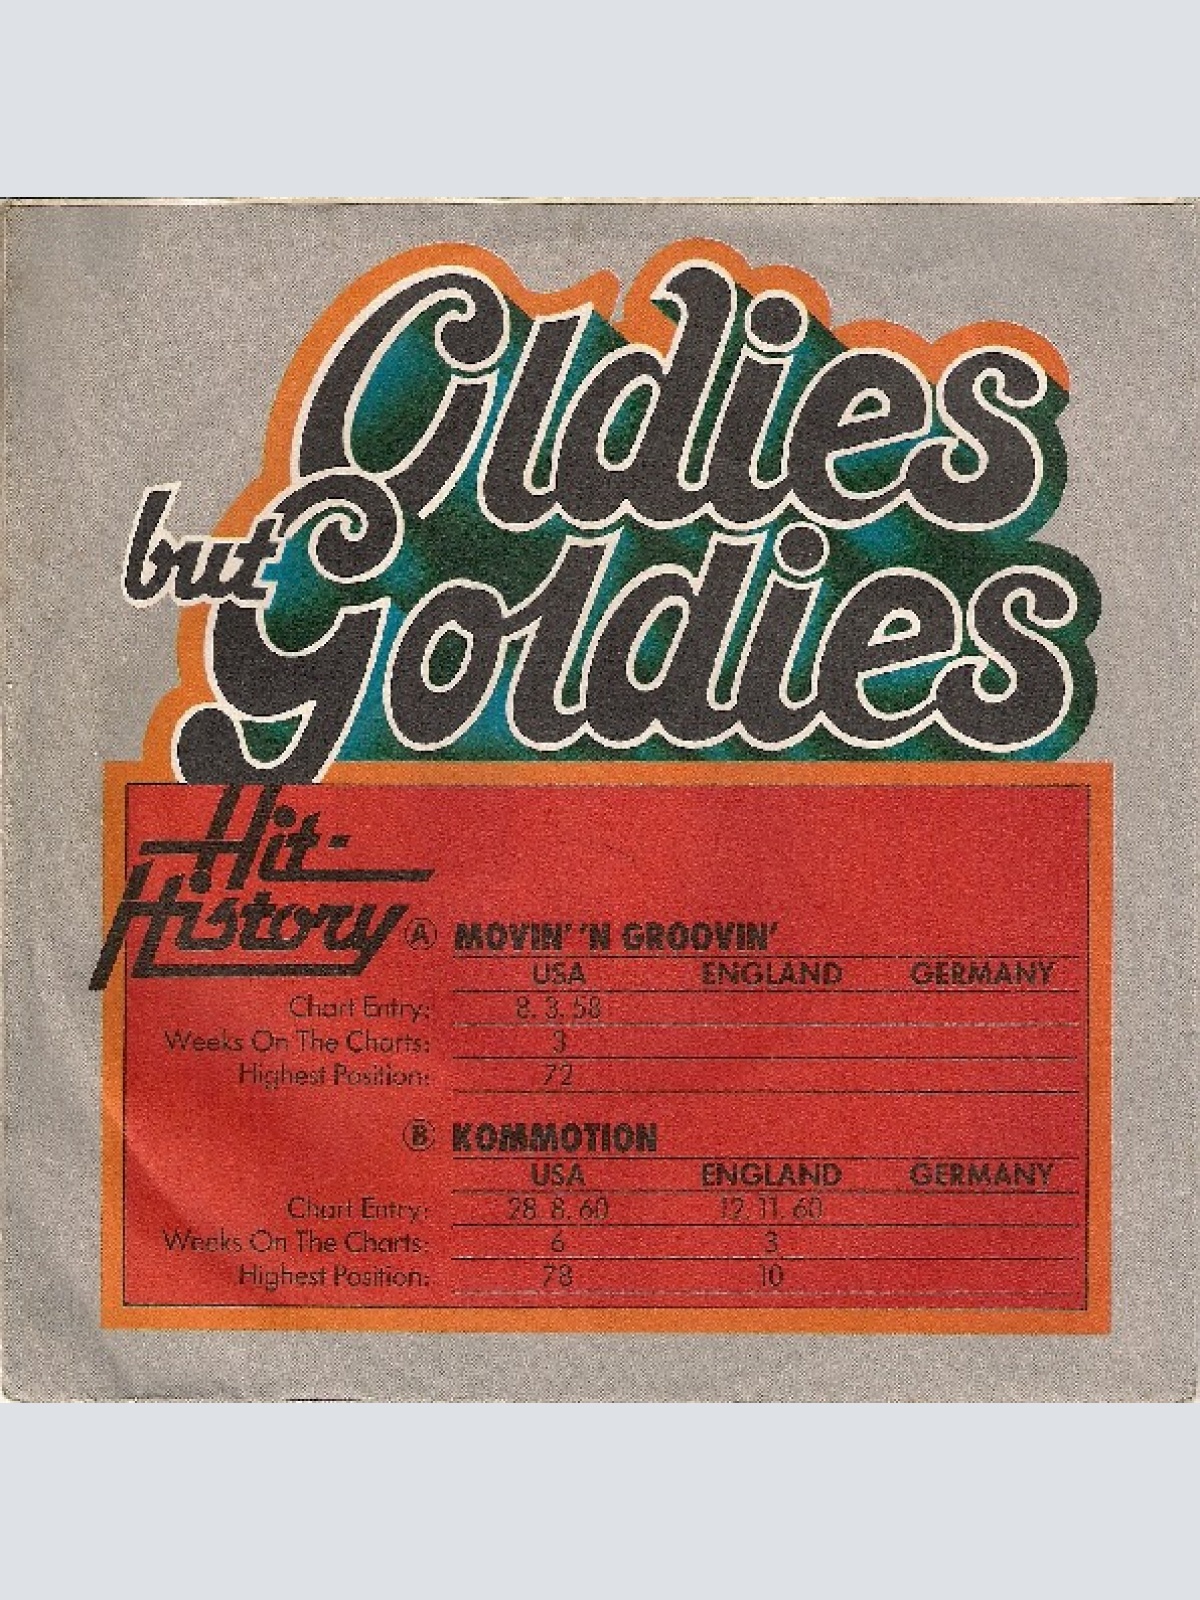 Oldies
but
Goldies
Hit-
History
A MOVIN' 'N GROOVIN'
USA ENGLAND GERMANY
Chart Entry: 8. 3. 58
Weeks On The Charts: 3
Highest Position: 72
B KOMMOTION
USA ENGLAND GERMANY
Chart Entry: 28. 8. 60 12. 11. 60
Weeks On The Charts: 6 3
Highest Position: 78 10